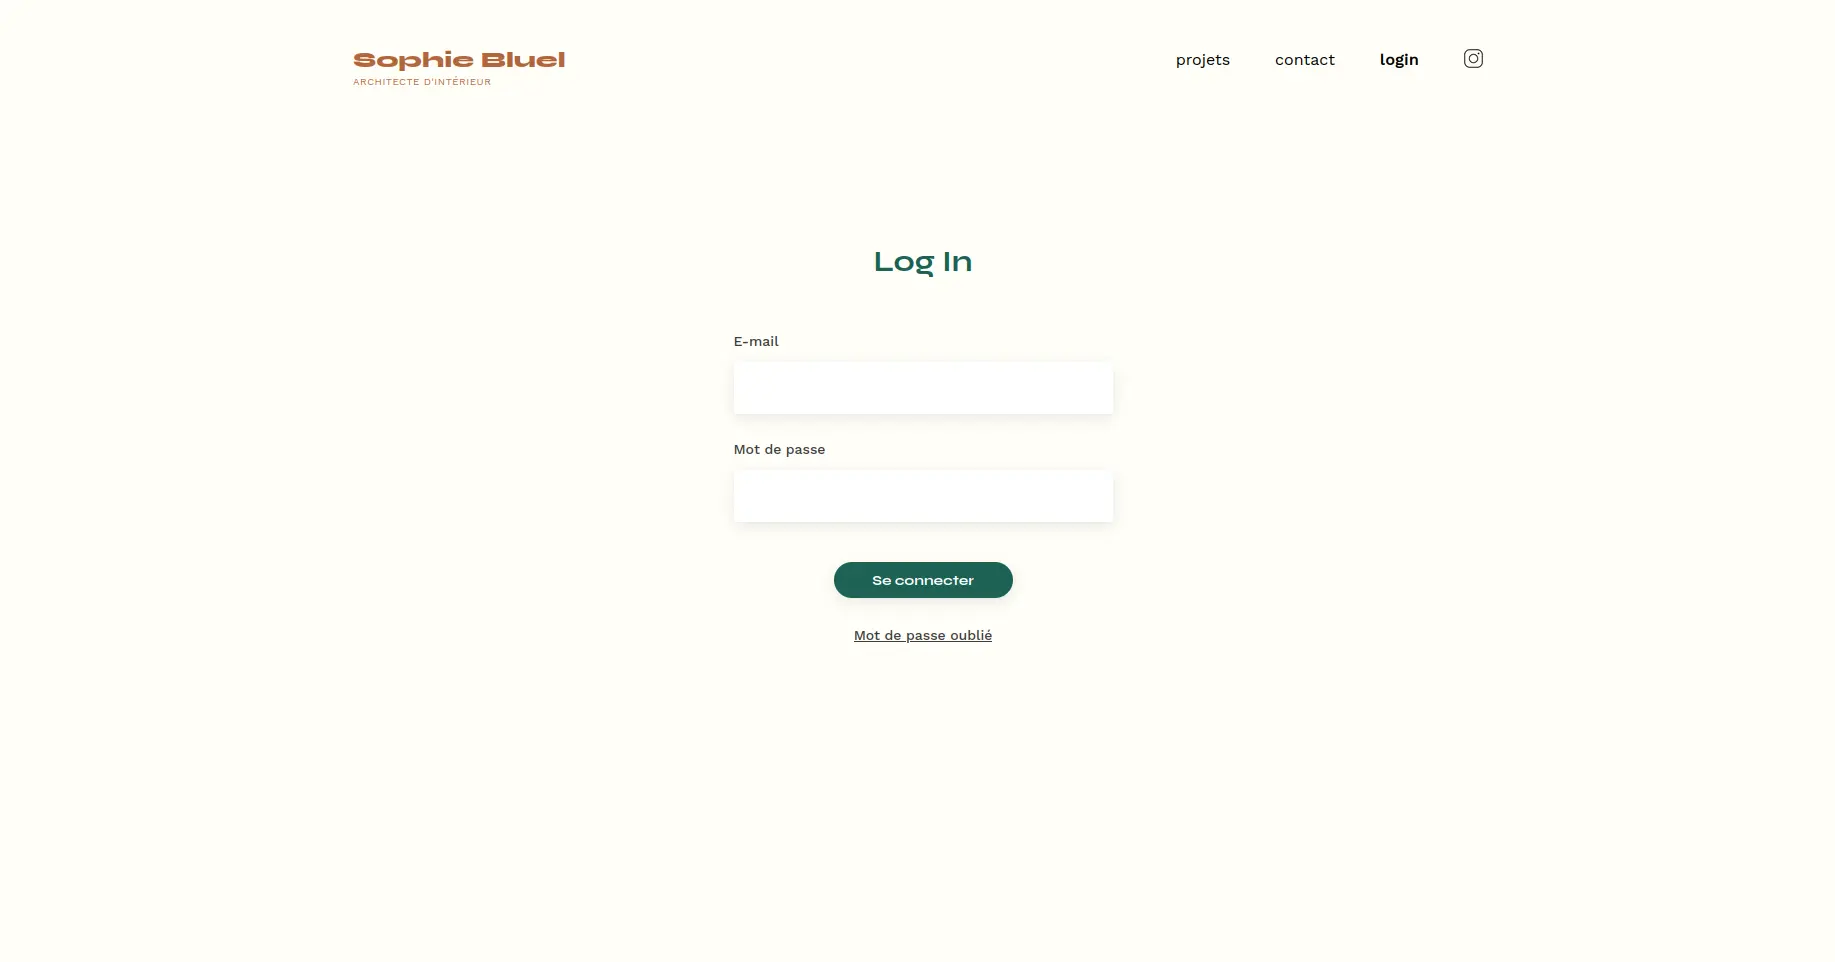 Sophie Bluel
ARCHITECTE D'INTÉRIEUR
projets
contact
login
Log In
E-mail
Mot de passe
Se connecter
Mot de passe oublié